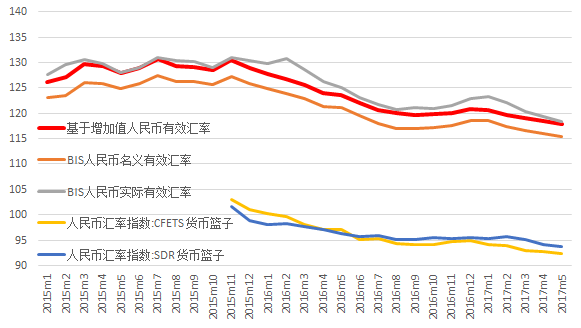 140
135
130
125
120
115
110
105
100
95
90
基于增加值人民币有效汇率
BIS人民币名义有效汇率
BIS人民币实际有效汇率
人民币汇率指数:CFETS货币篮子
人民币汇率指数:SDR货币篮子
2015m1
2015m2
2015m3
2015m4
2015m5
2015m6
2015m7
2015m8
2015m9
2015m10
2015m11
2015m12
2016m1
2016m2
2016m3
2016m4
2016m5
2016m6
2016m7
2016m8
2016m9
2016m10
2016m11
2016m12
2017m1
2017m2
2017m3
2017m4
2017m5